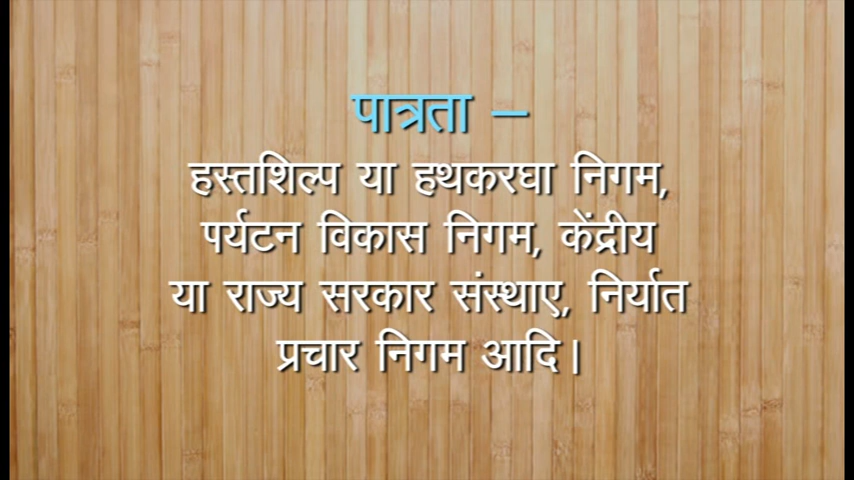 पात्रता –
हस्तशिल्प या हथकरघा निगम,
पर्यटन विकास निगम, केंद्रीय
या राज्य सरकार संस्थाए, निर्यात
प्रचार निगम आदि।